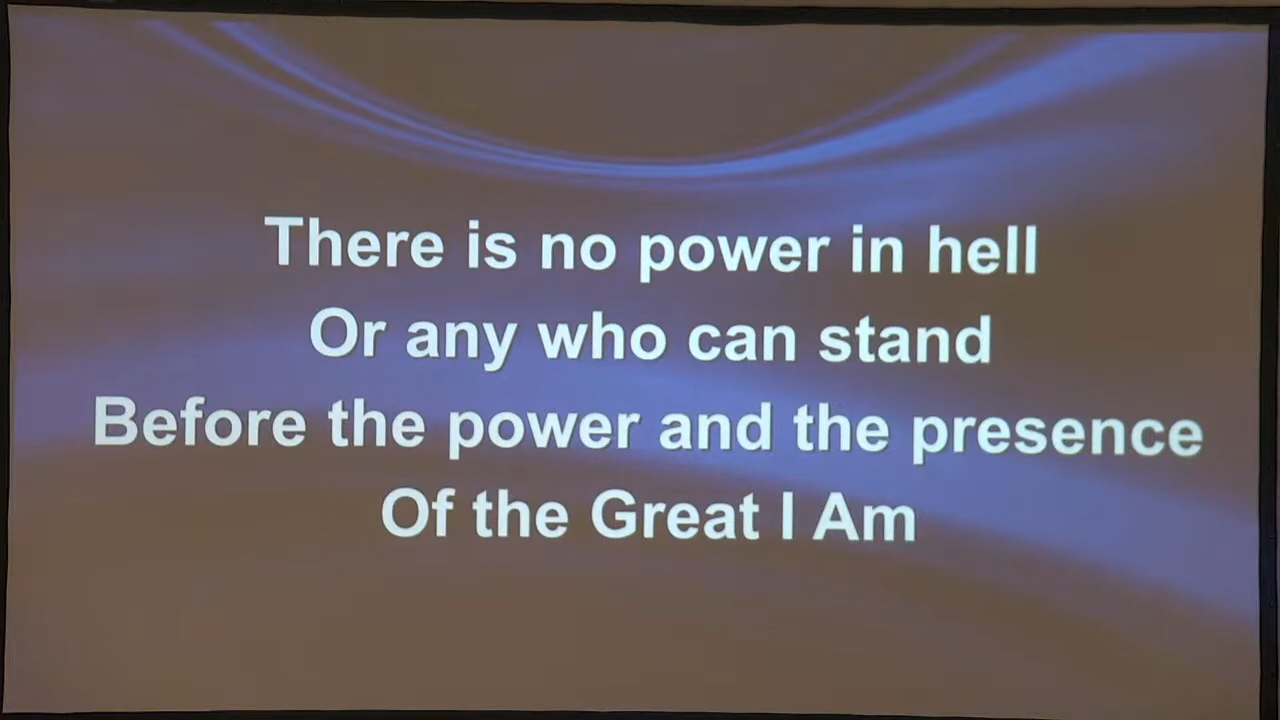 There is no power in hell
Or any who can stand
Before the power and the presence
Of the Great I Am